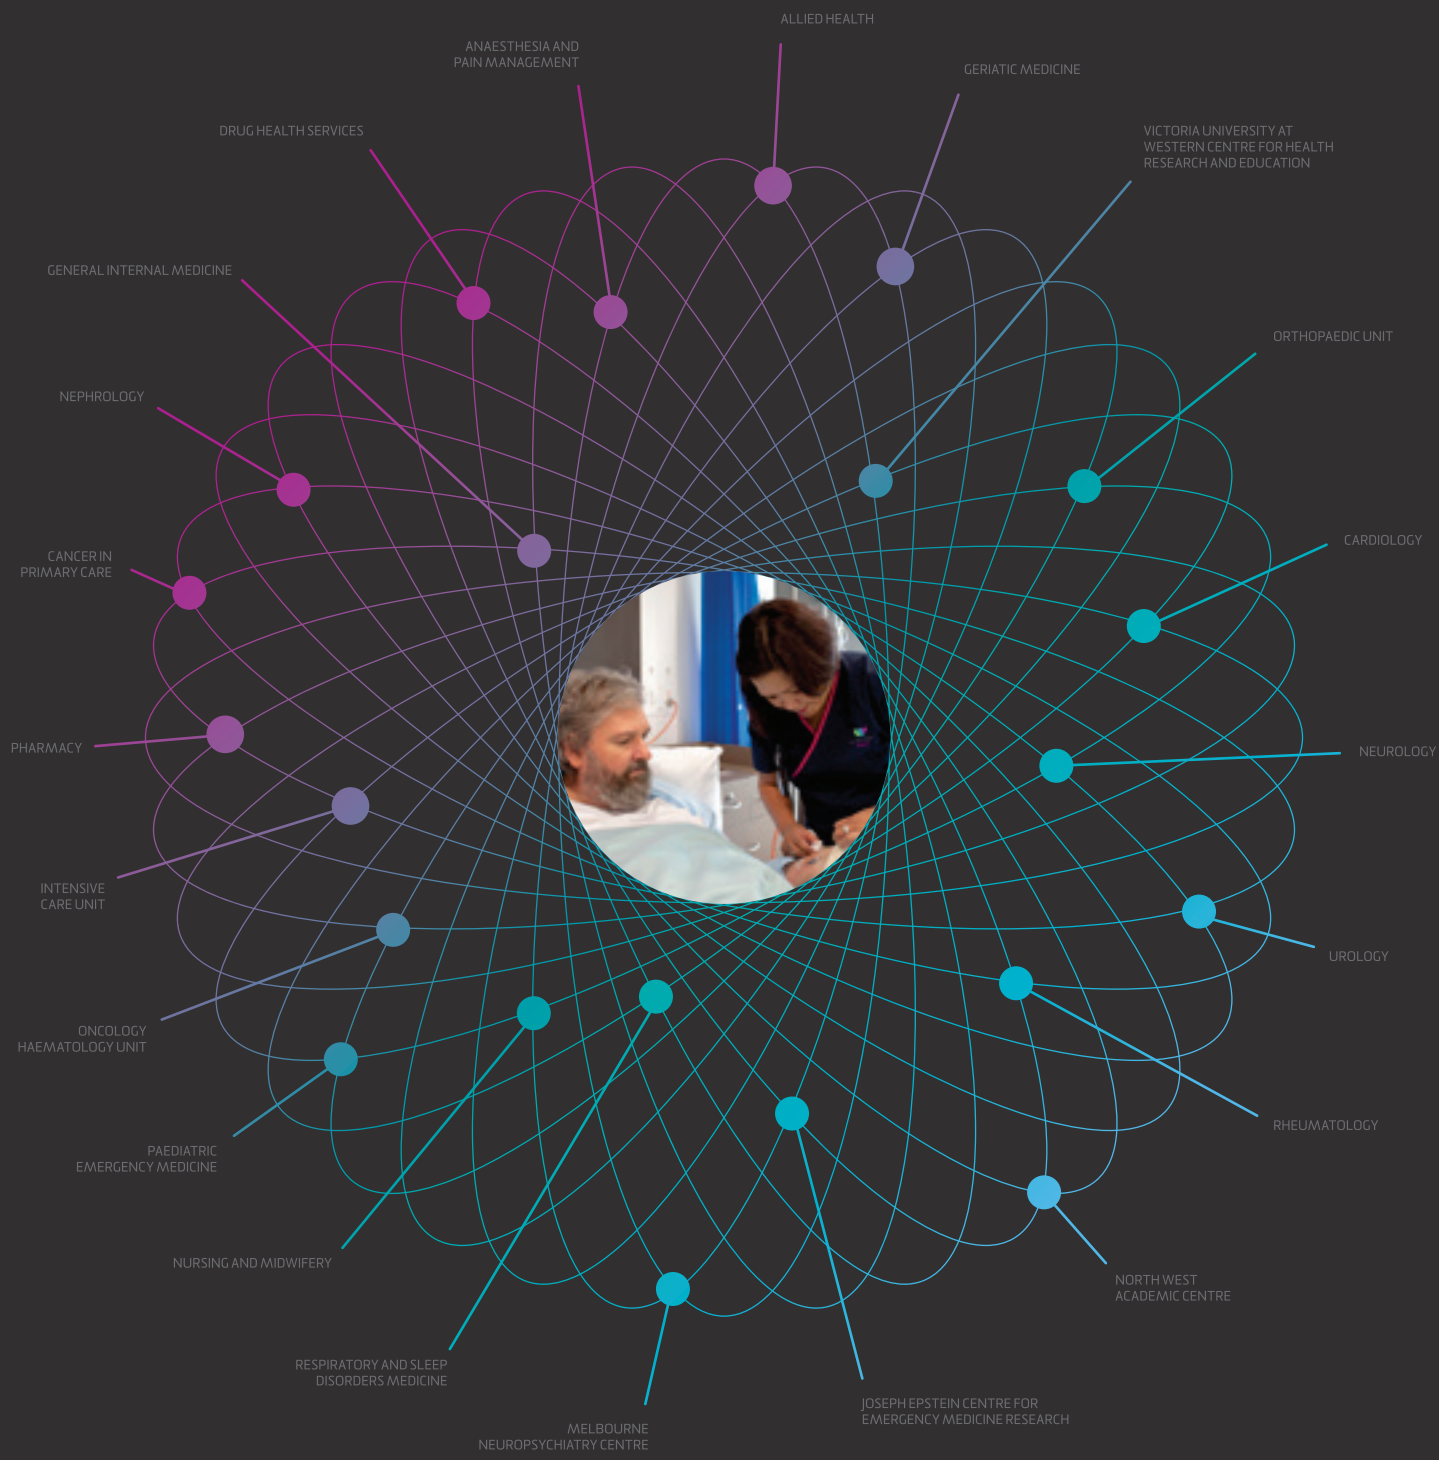 ALLIED HEALTH
ANAESTHESIA AND
PAIN MANAGEMENT
GERIATIC MEDICINE
DRUG HEALTH SERVICES
VICTORIA UNIVERSITY AT
WESTERN CENTRE FOR HEALTH
RESEARCH AND EDUCATION
GENERAL INTERNAL MEDICINE
ORTHOPAEDIC UNIT
NEPHROLOGY
CARDIOLOGY
CANCER IN
PRIMARY CARE
PHARMACY
NEUROLOGY
INTENSIVE
CARE UNIT
UROLOGY
ONCOLOGY
HAEMATOLOGY UNIT
RHEUMATOLOGY
PAEDIATRIC
EMERGENCY MEDICINE
NURSING AND MIDWIFERY
NORTH WEST
ACADEMIC CENTRE
RESPIRATORY AND SLEEP
DISORDERS MEDICINE
JOSEPH EPSTEIN CENTRE FOR
EMERGENCY MEDICINE RESEARCH
MELBOURNE
NEUROPSYCHIATRY CENTRE